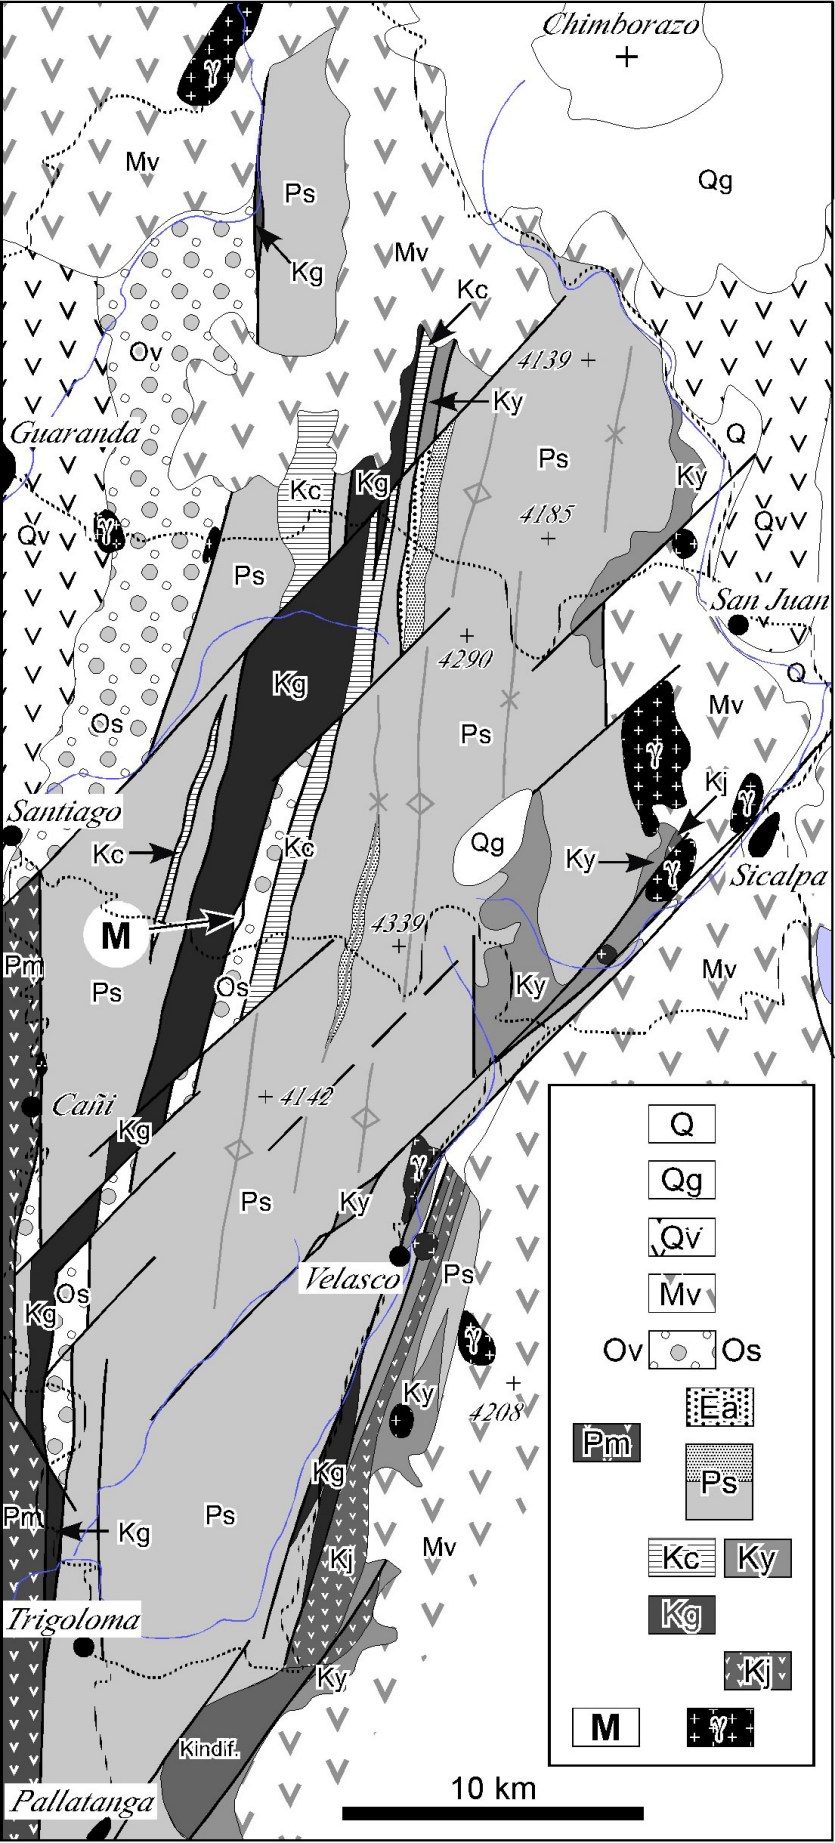 Chimborazo
γ
Mv
Ps
Qg
Kg
Mv
Kc
Ov
4139
Ky
Guaranda
Q
Ps
Ky
Kc
Kg
4185
Qv
γ
Qv
Ps
San Juan
4290
Q
Kg
Mv
Os
Ps
γ
Kj
γ
Santiago
Qg
Kc
Kc
Ky
γ
Sicalpa
M
4339
Pm
Mv
Ps
Os
Ky
4142
Cañi
Kg
γ
Ps
Ky
Velasco
Ps
Os
Kg
γ
Ky
4208
Kg
Ps
Pm
Kg
Mv
Kj
Trigoloma
Ky
Kindif.
Pallatanga
Q
Qg
Qv
Mv
Ov
Os
Ea
Pm
Ps
Kc
Ky
Kg
Kj
M
γ
10 km